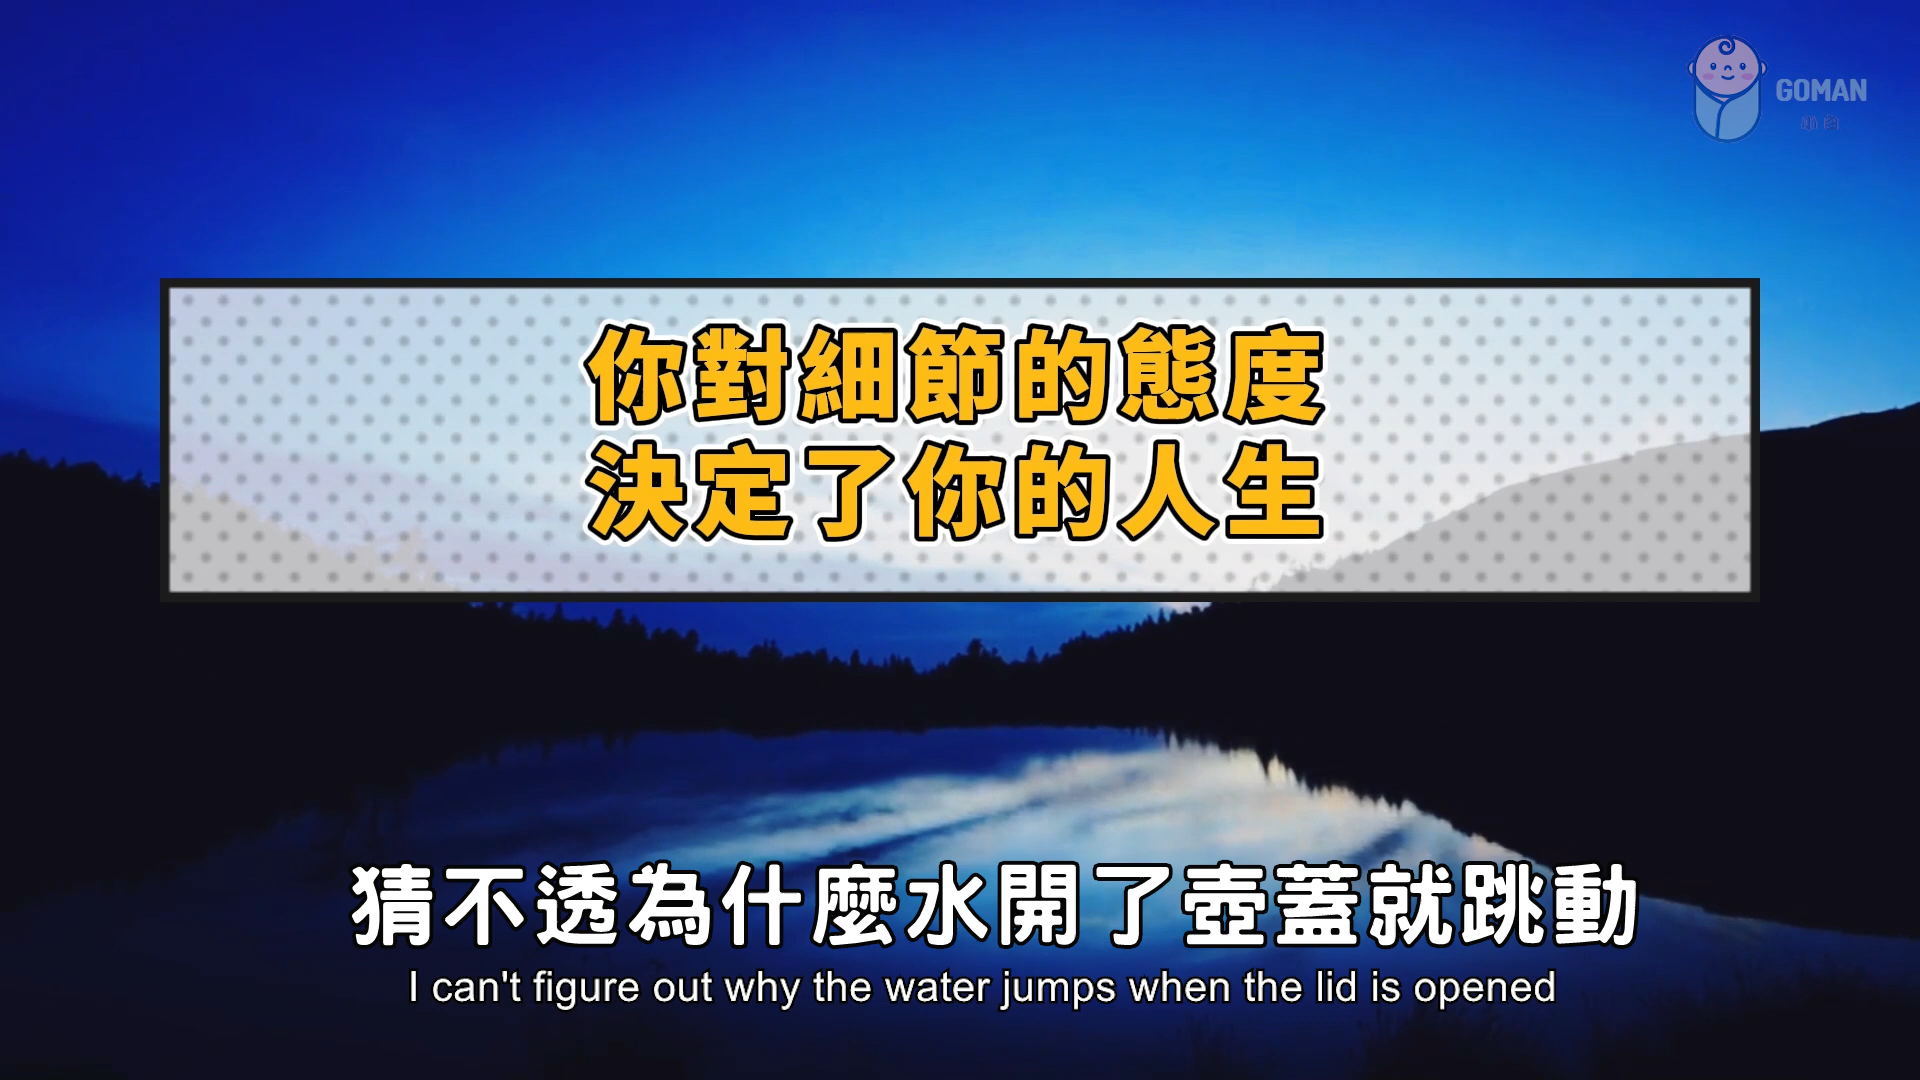 GOMAN
你對細節的態度
決定了你的人生
猜不透為什麼水開了壺蓋就跳動
I can't figure out why the water jumps when the lid is opened